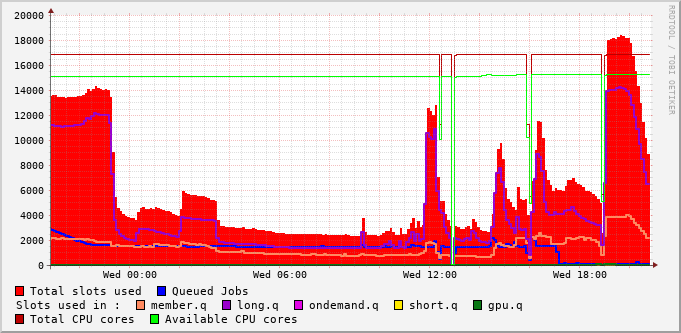 RRDTOOL / TOBI OETIKER
20000
18000
16000
14000
12000
10000
8000
6000
4000
2000
0
Wed 00:00 Wed 06:00 Wed 12:00 Wed 18:00
Total slots used Queued Jobs
Slots used in : member.q long.q ondemand.q short.q gpu.q
Total CPU cores Available CPU cores